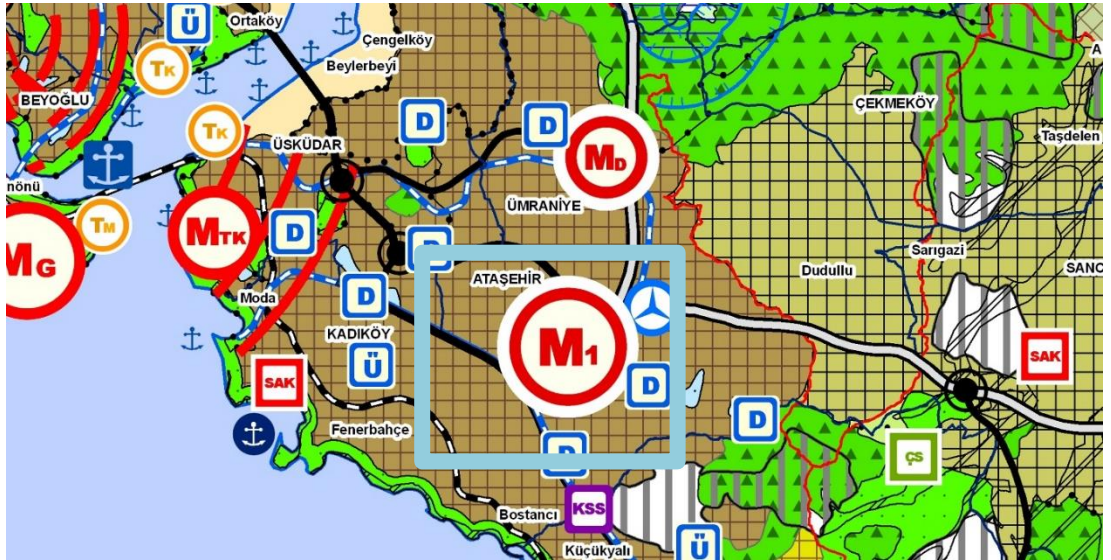 Ü
Ortaköy
Çengelköy
Beylerbeyi
TK
BEYOĞLU
ÇEKMEKÖY
Taşdelen
TK
D
D
ÜSKÜDAR
MD
nönü
ÜMRANİYE
TM
MTK
D
D
Sarıgazi
MG
Dudullu
SANC
ATAŞEHİR
Moda
D
KADIKÖY
M1
SAK
Ü
SAK
D
Fenerbahçe
D
D
ÇS
Bostancı
KSS
Küçükyalı
Ü